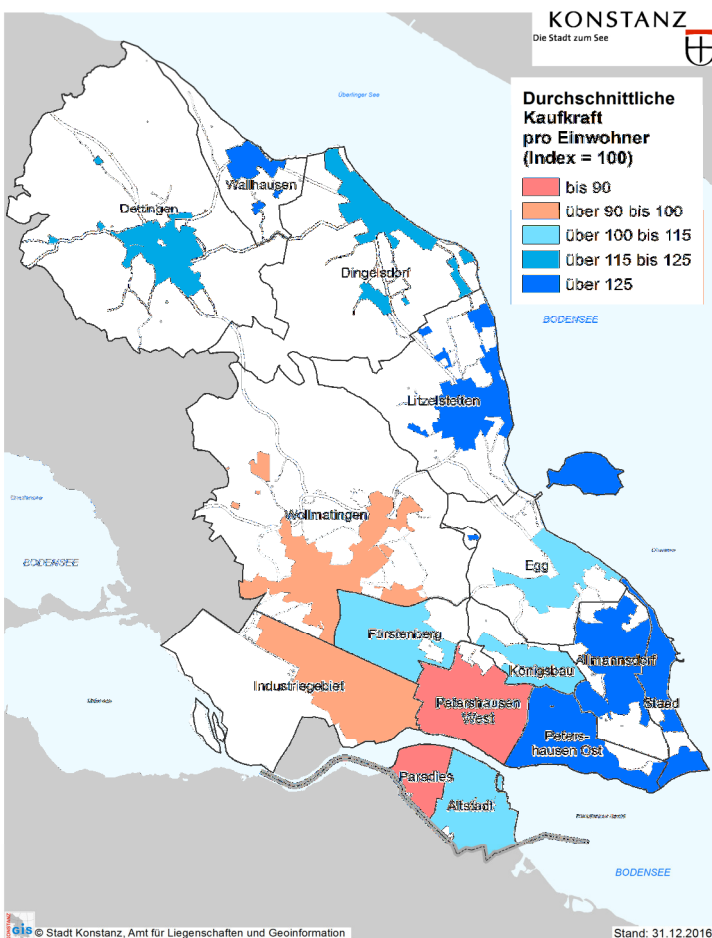 KONSTANZ
Die Stadt zum See
Durchschnittliche
Kaufkraft
pro Einwohner
(Index = 100)
bis 90
über 90 bis 100
über 100 bis 115
über 115 bis 125
über 125
Überlinger See
Wallhausen
Dettingen
Dingelsdorf
BODENSEE
Litzelstetten
Wollmatingen
BODENSEE
Egg
Fürstenberg
Königsbau
Allmannsdorf
Industriegebiet
Petershausen
West
Staad
Peters-
hausen Ost
Paradies
Altstadt
BODENSEE
GIS © Stadt Konstanz, Amt für Liegenschaften und Geoinformation
Stand: 31.12.2016